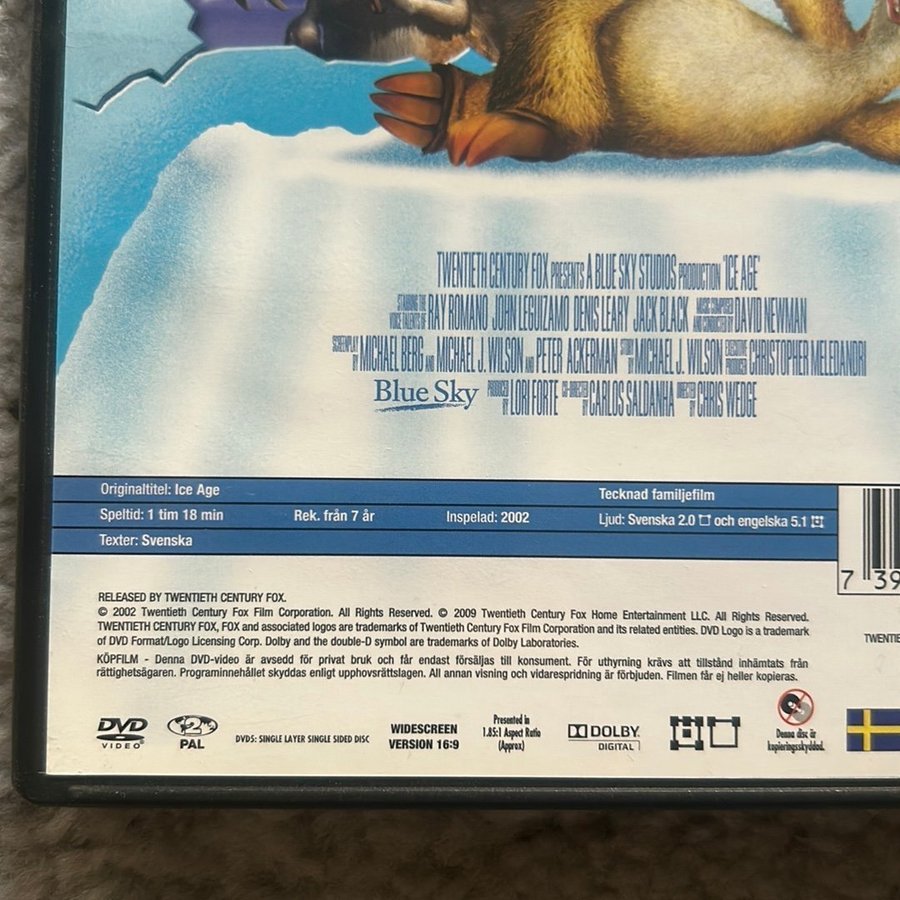 TWENTIETH CENTURY FOX PRESENTS A BLUE SKY STUDIOS PRODUCTION "ICE AGE"
STARRING THE VOICE TALENTS OF RAY ROMANO JOHN LEGUIZAMO DENIS LEARY JACK BLACK MUSIC COMPOSED AND CONDUCTED BY DAVID NEWMAN
SCREENPLAY BY MICHAEL BERG AND MICHAEL J. WILSON AND PETER ACKERMAN STORY BY MICHAEL J. WILSON EXECUTIVE PRODUCER CHRISTOPHER MELEDANDRI
Blue Sky PRODUCED BY LORI FORTE CO-DIRECTED BY CARLOS SALDANHA DIRECTED BY CHRIS WEDGE
Originaltitel: Ice Age Tecknad familjefilm
Speltid: 1 tim 18 min Rek. från 7 år Inspelad: 2002 Ljud: Svenska 2.0 och engelska 5.1
Texter: Svenska
7 39
RELEASED BY TWENTIETH CENTURY FOX.
© 2002 Twentieth Century Fox Film Corporation. All Rights Reserved. © 2009 Twentieth Century Fox Home Entertainment LLC. All Rights Reserved.
TWENTIETH CENTURY FOX, FOX and associated logos are trademarks of Twentieth Century Fox Film Corporation and its related entities. DVD Logo is a trademark
of DVD Format/Logo Licensing Corp. Dolby and the double-D symbol are trademarks of Dolby Laboratories.
TWENTIE
KÖPFILM - Denna DVD-video är avsedd för privat bruk och får endast försäljas till konsument. För uthyrning krävs att tillstånd inhämtats från
rättighetsägaren. Programinnehållet skyddas enligt upphovsrättslagen. All annan visning och vidarespridning är förbjuden. Filmen får ej heller kopieras.
DVD VIDEO
2 PAL
DVD5: SINGLE LAYER SINGLE SIDED DISC
WIDESCREEN
VERSION 16:9
Presented in
1.85:1 Aspect Ratio
(Approx)
DOLBY
DIGITAL
Denna disc är
kopieringsskyddad.